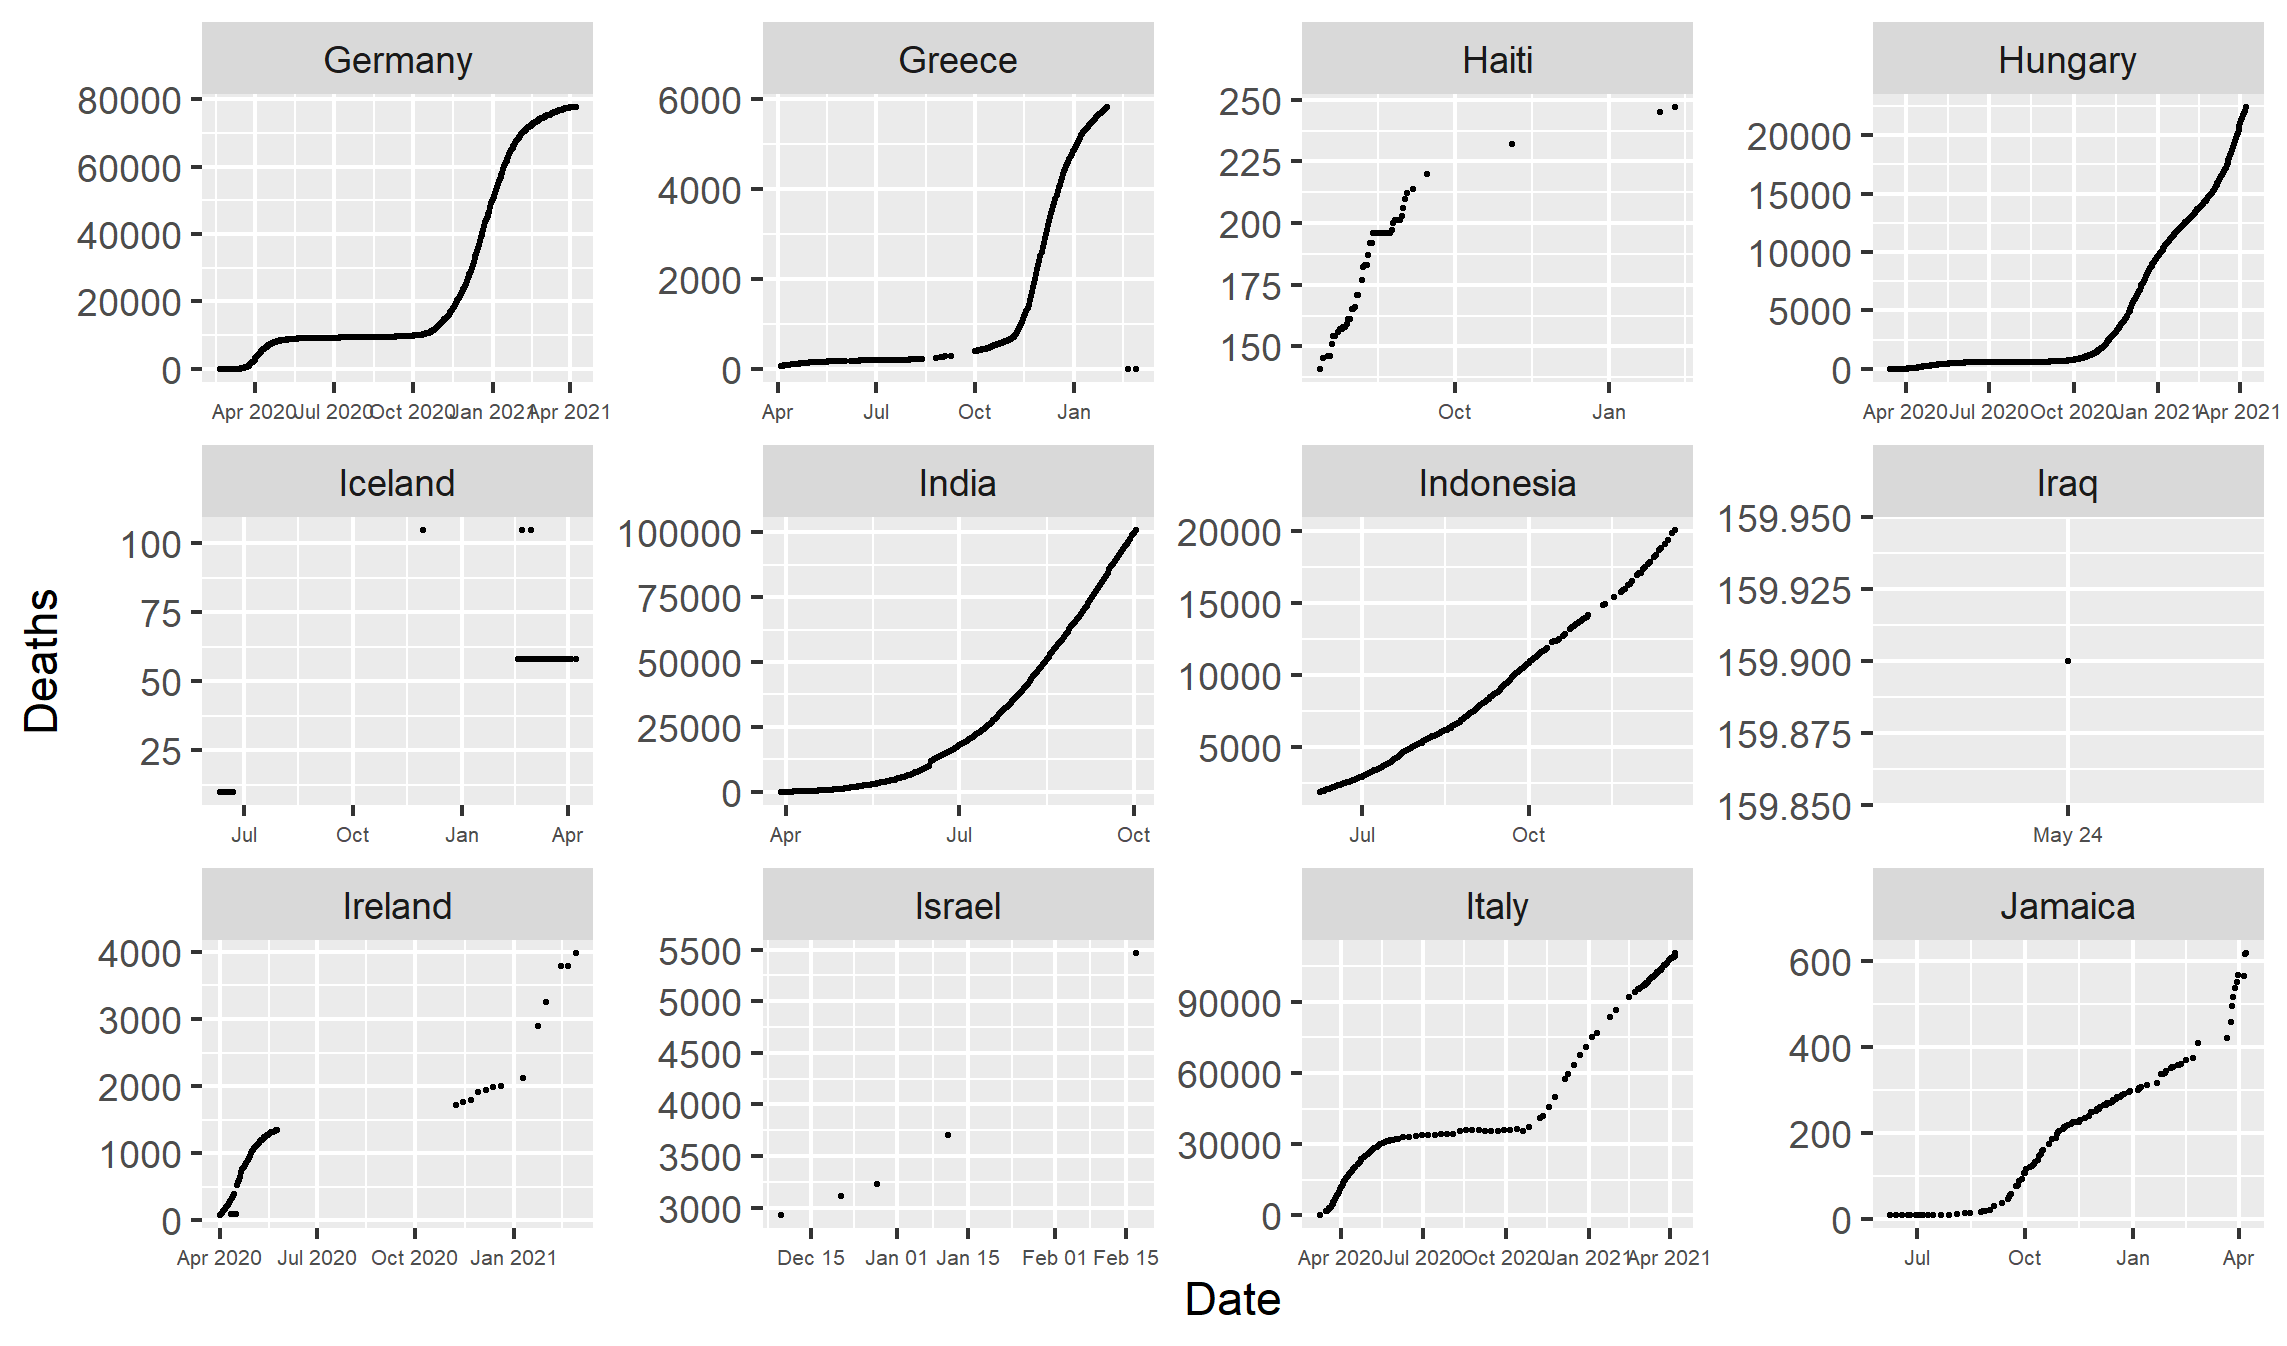 Germany Greece Haiti Hungary
80000 60000 40000 20000 0
6000 4000 2000 0
250 225 200 175 150
20000 15000 10000 5000 0
Apr 2020 Jul 2020 Oct 2020 Jan 2021 Apr 2021
Apr Jul Oct Jan
Oct Jan
Apr 2020 Jul 2020 Oct 2020 Jan 2021 Apr 2021
Iceland India Indonesia Iraq
100 75 50 25
100000 75000 50000 25000 0
20000 15000 10000 5000
159.950 159.925 159.900 159.875 159.850
Jul Oct Jan Apr
Apr Jul Oct
Jul Oct
May 24
Ireland Israel Italy Jamaica
4000 3000 2000 1000 0
5500 5000 4500 4000 3500 3000
90000 60000 30000 0
600 400 200 0
Apr 2020 Jul 2020 Oct 2020 Jan 2021
Dec 15 Jan 01 Jan 15 Feb 01 Feb 15
Apr 2020 Jul 2020 Oct 2020 Jan 2021 Apr 2021
Jul Oct Jan Apr
Deaths
Date